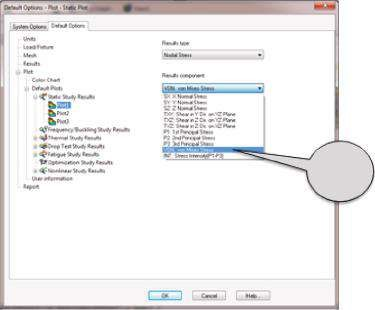 Default Options - Plot - Static Plot
System Options
Default Options
Units
Load/Fixture
Mesh
Results
Plot
Color Chart
Default Plots
Static Study Results
Plot1
Plot2
Plot3
Frequency/Buckling Study Results
Thermal Study Results
Drop Test Study Results
Fatigue Study Results
Optimization Study Results
Nonlinear Study Results
User information
Report
Results type
Nodal Stress
Results component
VON: von Mises Stress
SX: X Normal Stress
SY: Y Normal Stress
SZ: Z Normal Stress
TXY: Shear in Y Dir. on YZ Plane
TXZ: Shear in Z Dir. on YZ Plane
TYZ: Shear in Z Dir. on XZ Plane
P1: 1st Principal Stress
P2: 2nd Principal Stress
P3: 3rd Principal Stress
VON: von Mises Stress
INT: Stress Intensity(P1-P3)
OK
Cancel
Help